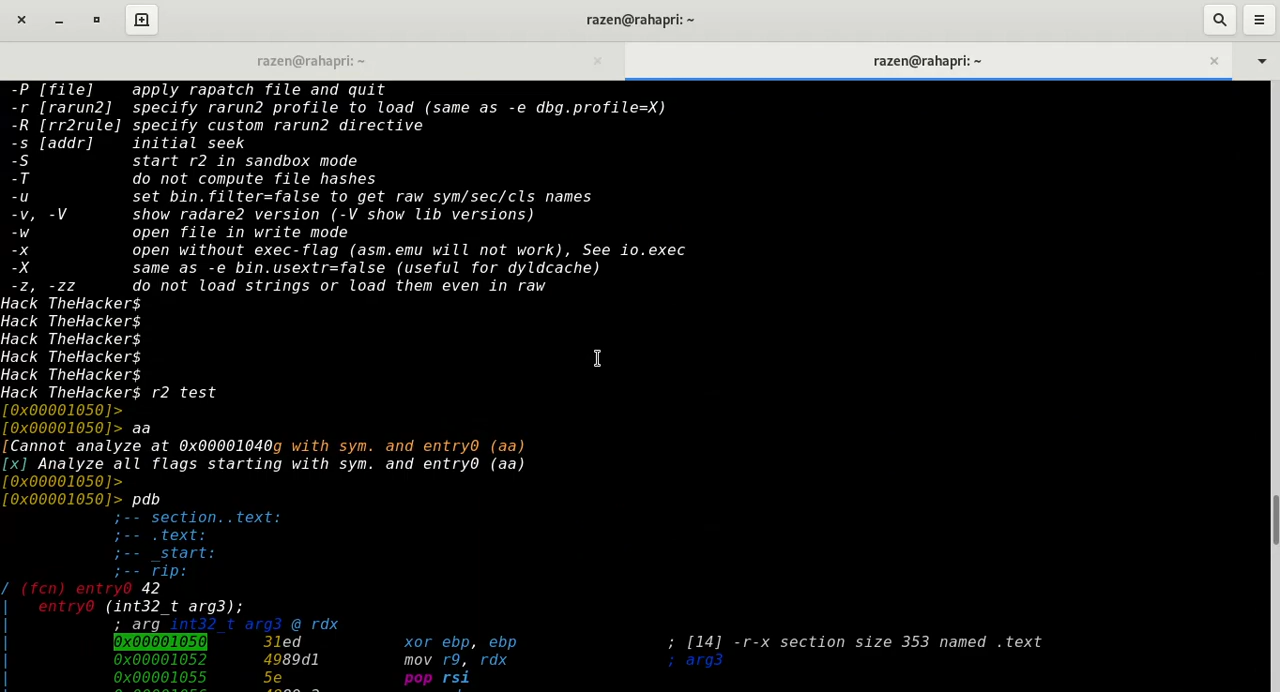 razen@rahapri: ~
razen@rahapri: ~
razen@rahapri: ~
-P [file]    apply rapatch file and quit
-r [rarun2]  specify rarun2 profile to load (same as -e dbg.profile=X)
-R [rr2rule] specify custom rarun2 directive
-s [addr]    initial seek
-S           start r2 in sandbox mode
-T           do not compute file hashes
-u           set bin.filter=false to get raw sym/sec/cls names
-v, -V       show radare2 version (-V show lib versions)
-w           open file in write mode
-x           open without exec-flag (asm.emu will not work), See io.exec
-X           same as -e bin.usextr=false (useful for dyldcache)
-z, -zz      do not load strings or load them even in raw
Hack TheHacker$
Hack TheHacker$
Hack TheHacker$
Hack TheHacker$
Hack TheHacker$
Hack TheHacker$ r2 test
[0x00001050]>
[0x00001050]> aa
[Cannot analyze at 0x00001040g with sym. and entry0 (aa)
[x] Analyze all flags starting with sym. and entry0 (aa)
[0x00001050]>
[0x00001050]> pdb
;-- section..text:
;-- .text:
;-- _start:
;-- rip:
/ (fcn) entry0 42
|   entry0 (int32_t arg3);
|           ; arg int32_t arg3 @ rdx
|           0x00001050      31ed           xor ebp, ebp                ; [14] -r-x section size 353 named .text
|           0x00001052      4989d1         mov r9, rdx                 ; arg3
|           0x00001055      5e             pop rsi